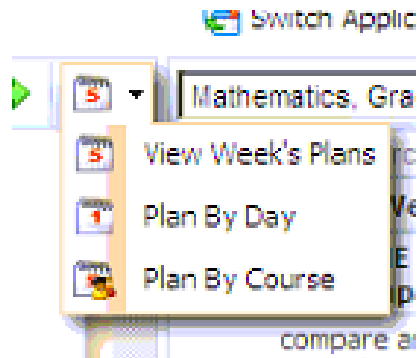 Switch Applic
Mathematics, Gra
View Week's Plans
Plan By Day
Plan By Course
compare a